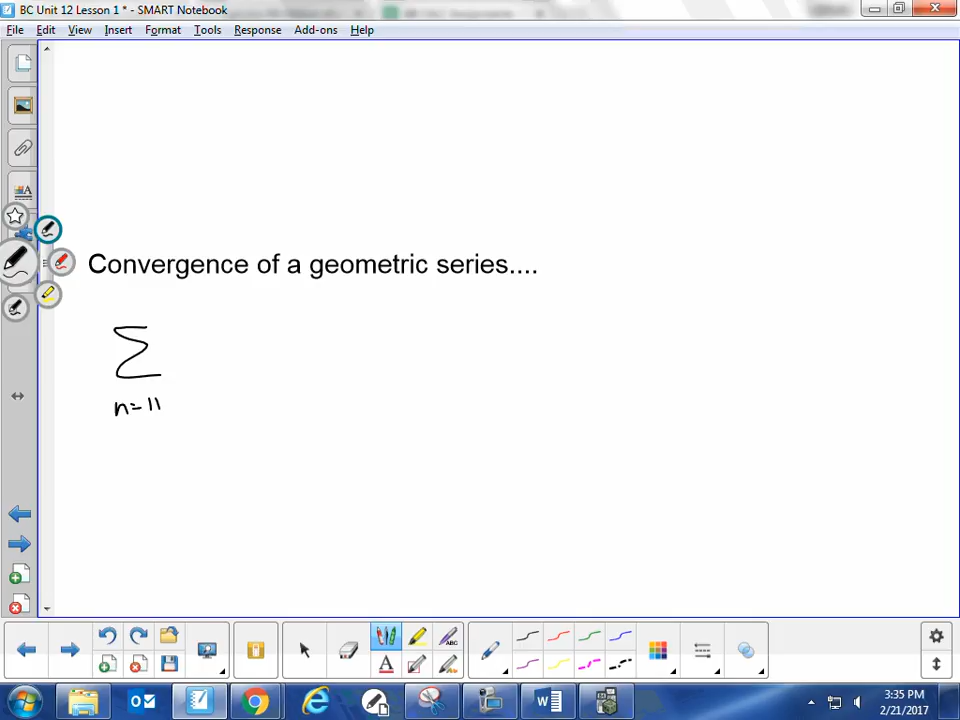 BC Unit 12 Lesson 1 * - SMART Notebook
File Edit View Insert Format Tools Response Add-ons Help
Convergence of a geometric series....
∑
n=11
3:35 PM
2/21/2017